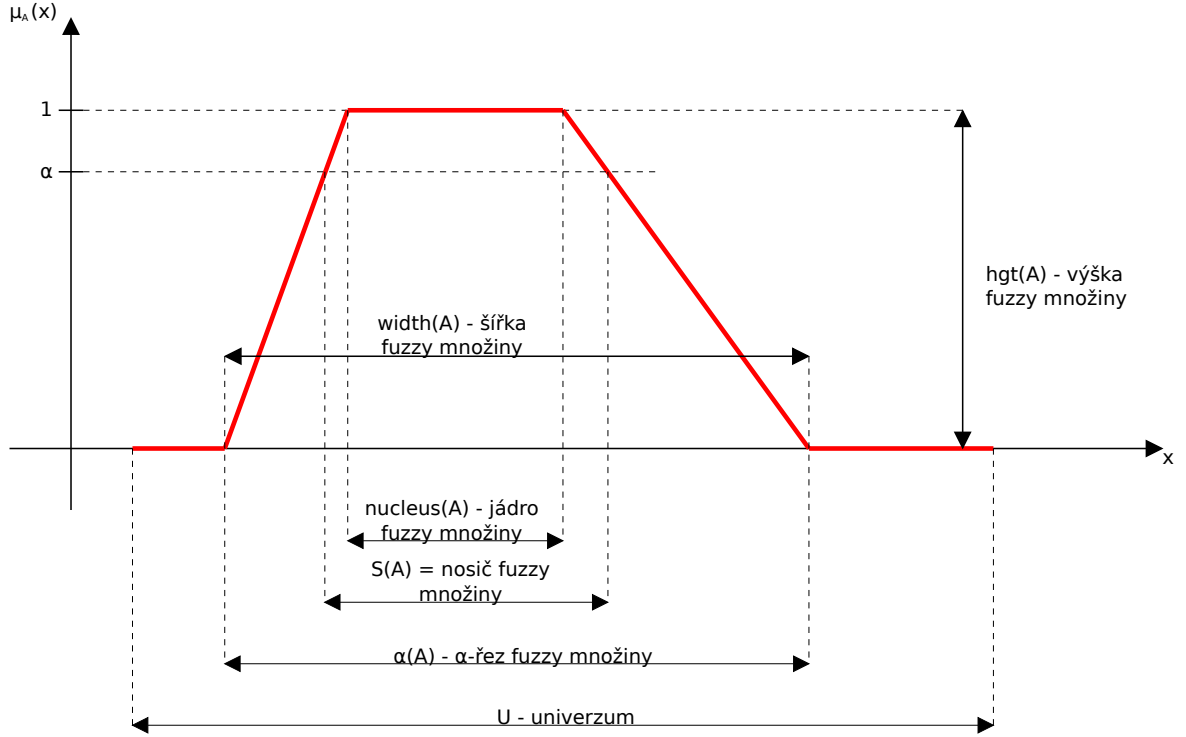 μA(x)
1
α
hgt(A) - výška
fuzzy množiny
width(A) - šířka
fuzzy množiny
x
nucleus(A) - jádro
fuzzy množiny
S(A) = nosič fuzzy
množiny
α(A) - α-řez fuzzy množiny
U - univerzum